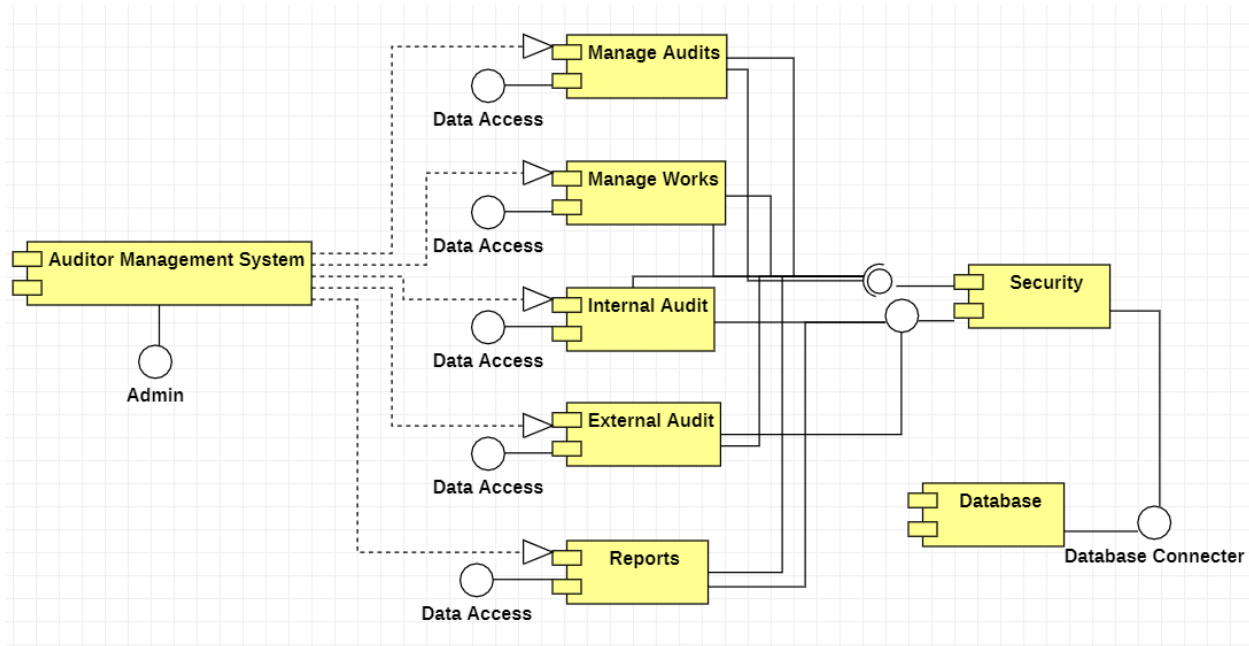 Manage Audits
Data Access
Manage Works
Data Access
Auditor Management System
Admin
Internal Audit
Data Access
Security
External Audit
Data Access
Database
Database Connecter
Reports
Data Access